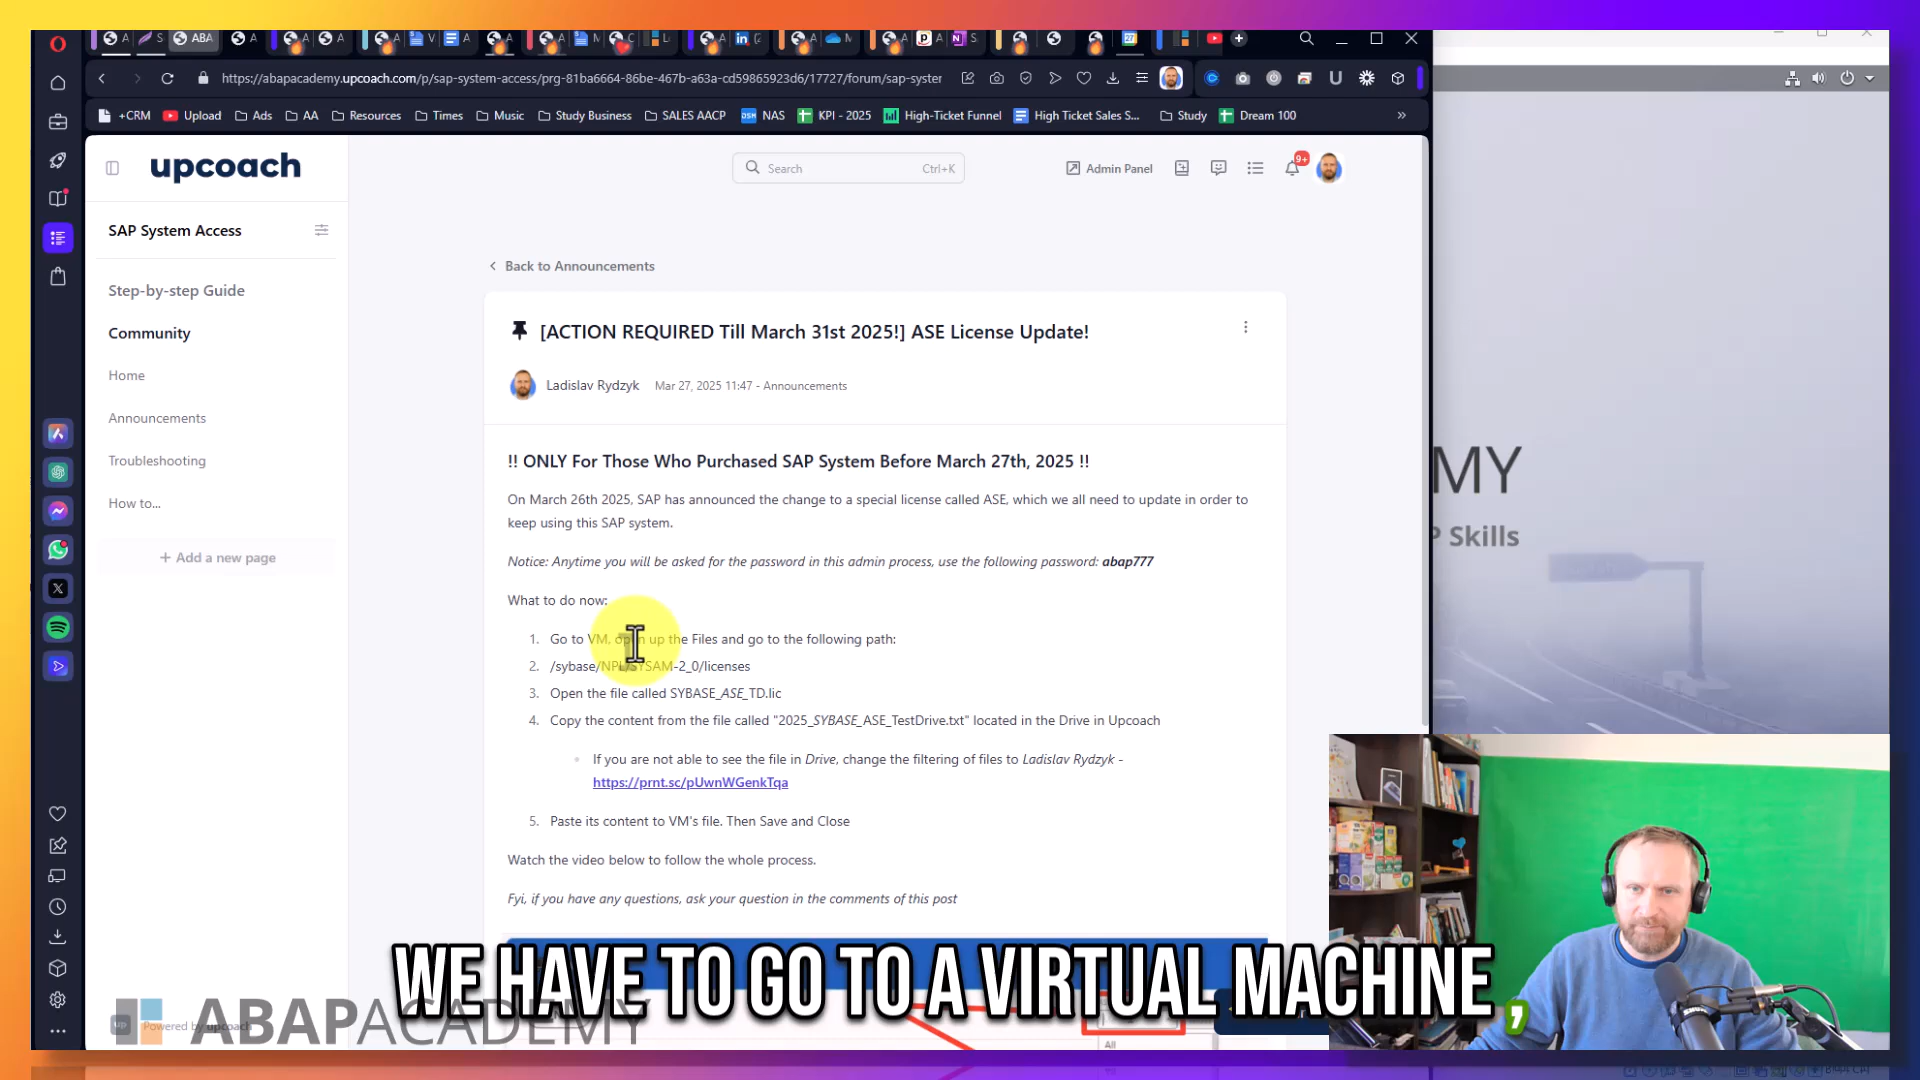 ABA
https://abapacademy.upcoach.com/p/sap-system-access/prg-81ba6664-86be-467b-a63a-cd59865923d6/17727/forum/sap-syster
+CRM Upload Ads AA Resources Times Music Study Business SALES AACP NAS KPI - 2025 High-Ticket Funnel High Ticket Sales S... Study Dream 100 »
upcoach
Search Ctrl+K
Admin Panel
9+
SAP System Access
Step-by-step Guide
Community
Home
Announcements
Troubleshooting
How to...
+ Add a new page
Back to Announcements
[ACTION REQUIRED Till March 31st 2025!] ASE License Update!
Ladislav Rydzyk Mar 27, 2025 11:47 - Announcements
!! ONLY For Those Who Purchased SAP System Before March 27th, 2025 !!
On March 26th 2025, SAP has announced the change to a special license called ASE, which we all need to update in order to
keep using this SAP system.
Notice: Anytime you will be asked for the password in this admin process, use the following password: abap777
What to do now:
1. Go to VM, open up the Files and go to the following path:
2. /sybase/NPL/SYSAM-2_0/licenses
3. Open the file called SYBASE_ASE_TD.lic
4. Copy the content from the file called "2025_SYBASE_ASE_TestDrive.txt" located in the Drive in Upcoach
If you are not able to see the file in Drive, change the filtering of files to Ladislav Rydzyk -
https://prnt.sc/pUwnWGenkTqa
5. Paste its content to VM's file. Then Save and Close
Watch the video below to follow the whole process.
Fyi, if you have any questions, ask your question in the comments of this post
WE HAVE TO GO TO A VIRTUAL MACHINE,
Powered by upcoach
ABAPACADEMY
All
MY
P Skills